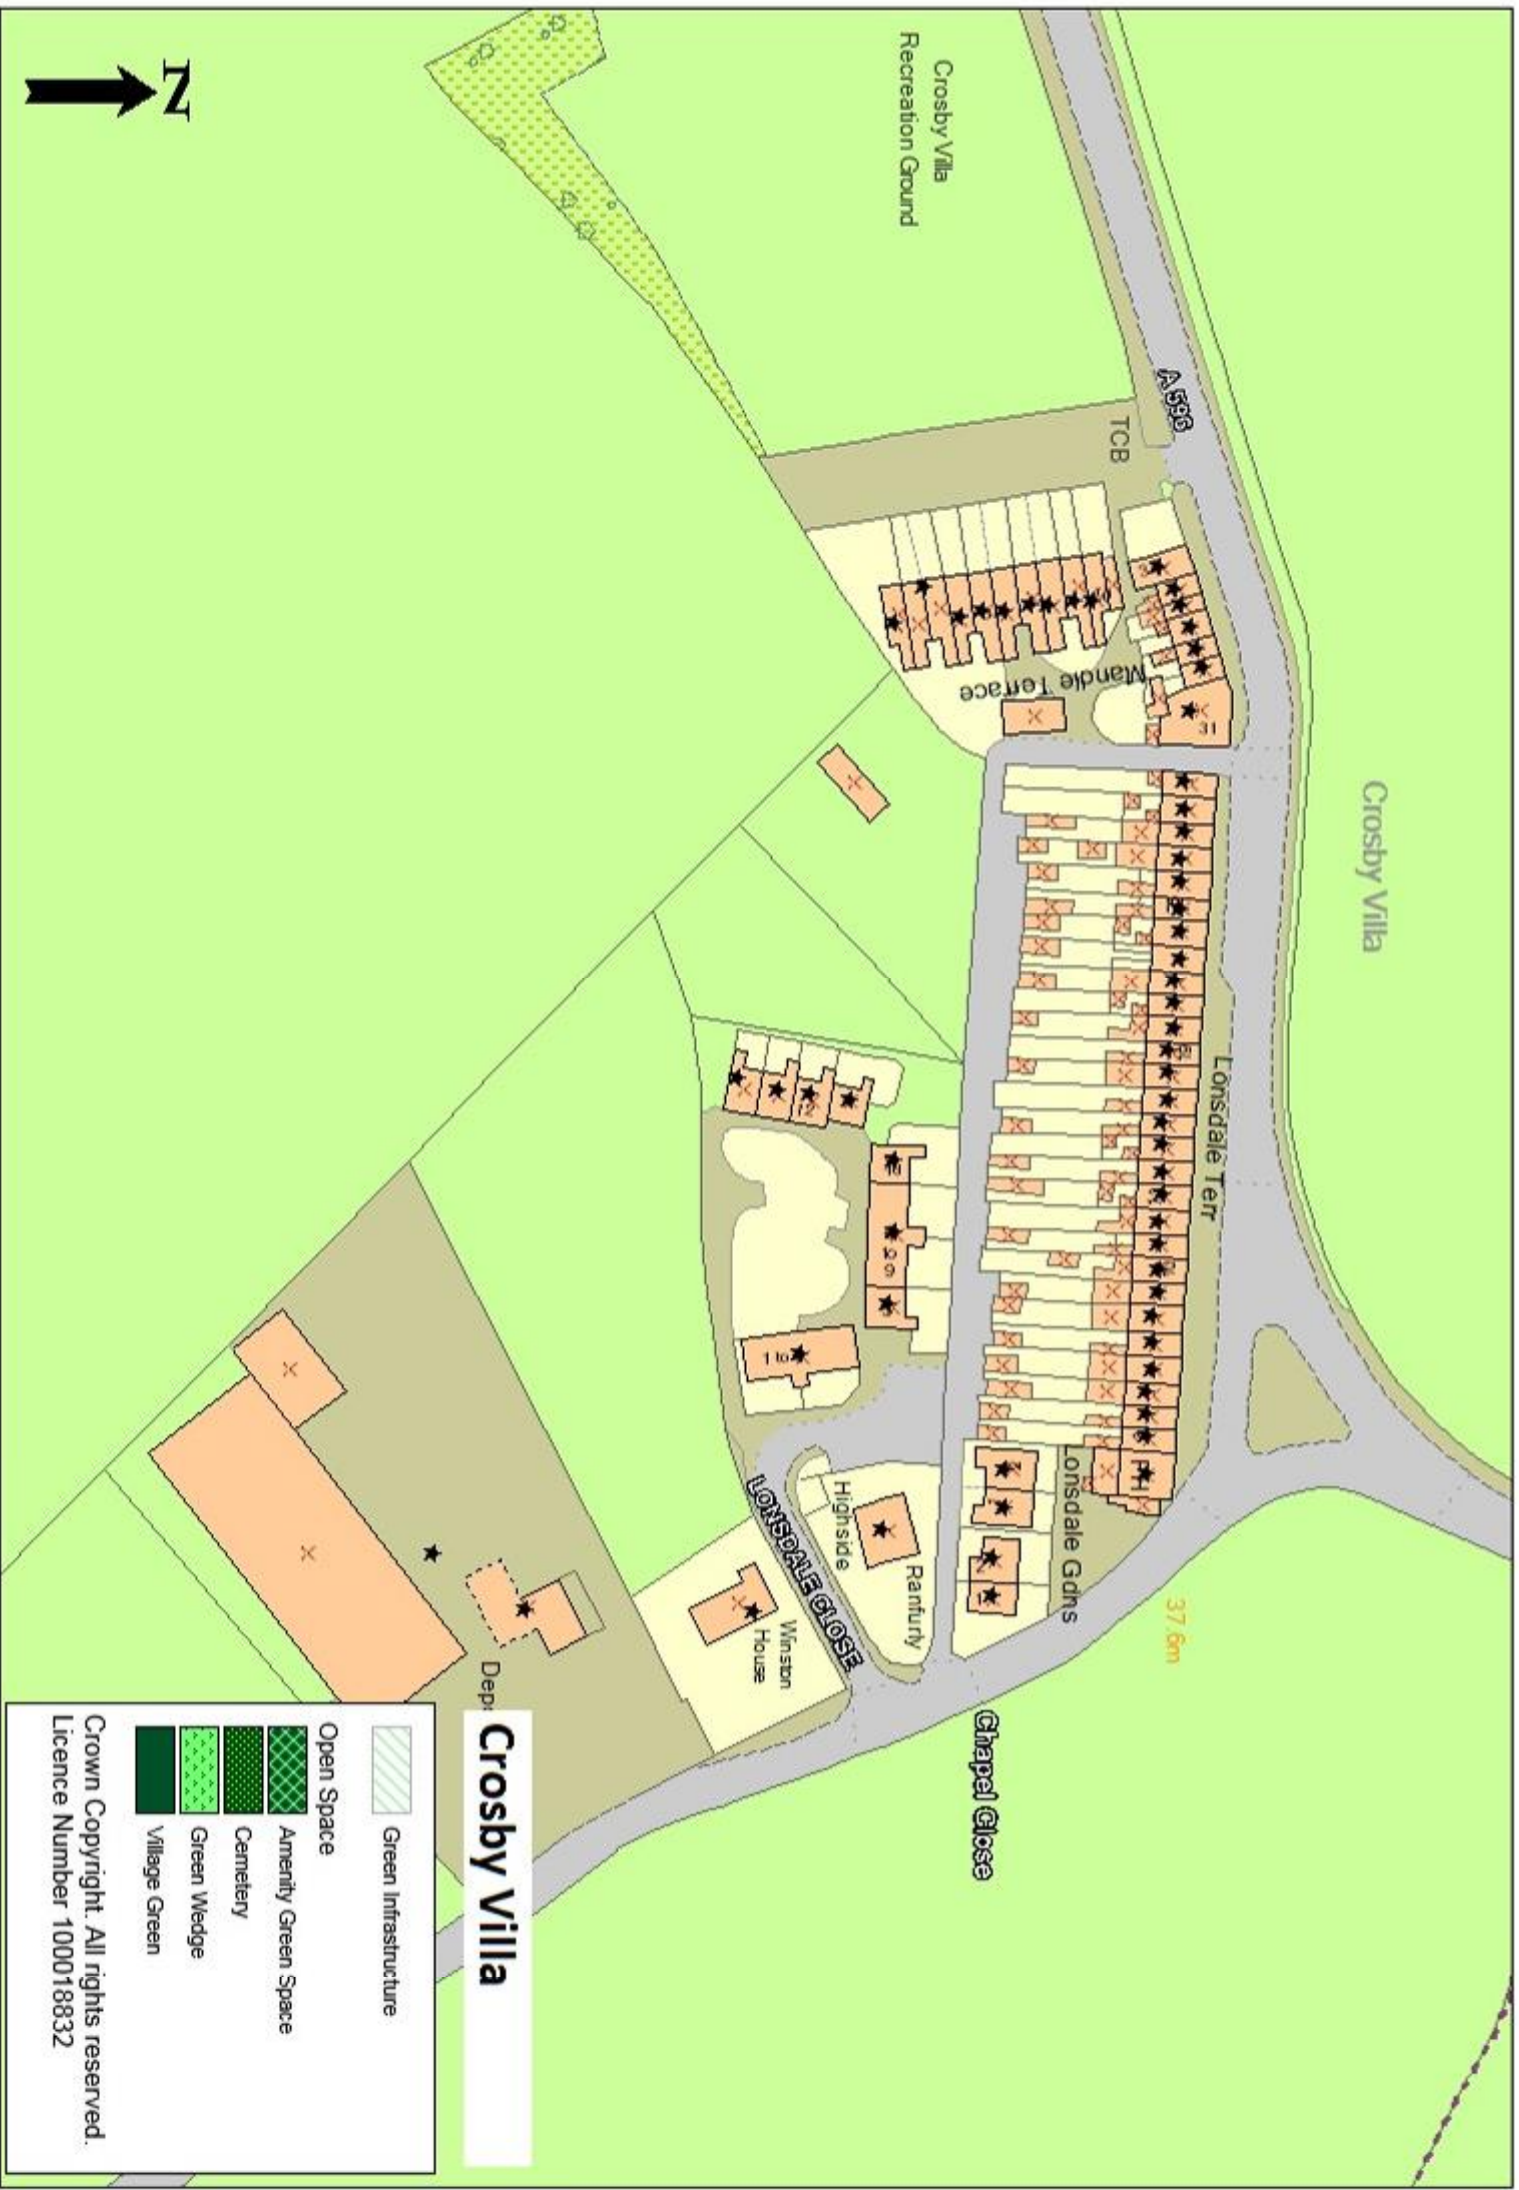 N
Crosby Villa
Recreation Ground
A 596
TCB
Mandle Terrace
Crosby Villa
Lonsdale Terr
PH
Lonsdale Gdns
37.6m
Highside
Ranfurly
LONSDALE CLOSE
Winston
House
Chapel Close
Crosby Villa
Green Infrastructure
Open Space
Amenity Green Space
Cemetery
Green Wedge
Village Green
Crown Copyright. All rights reserved.
Licence Number 100018832